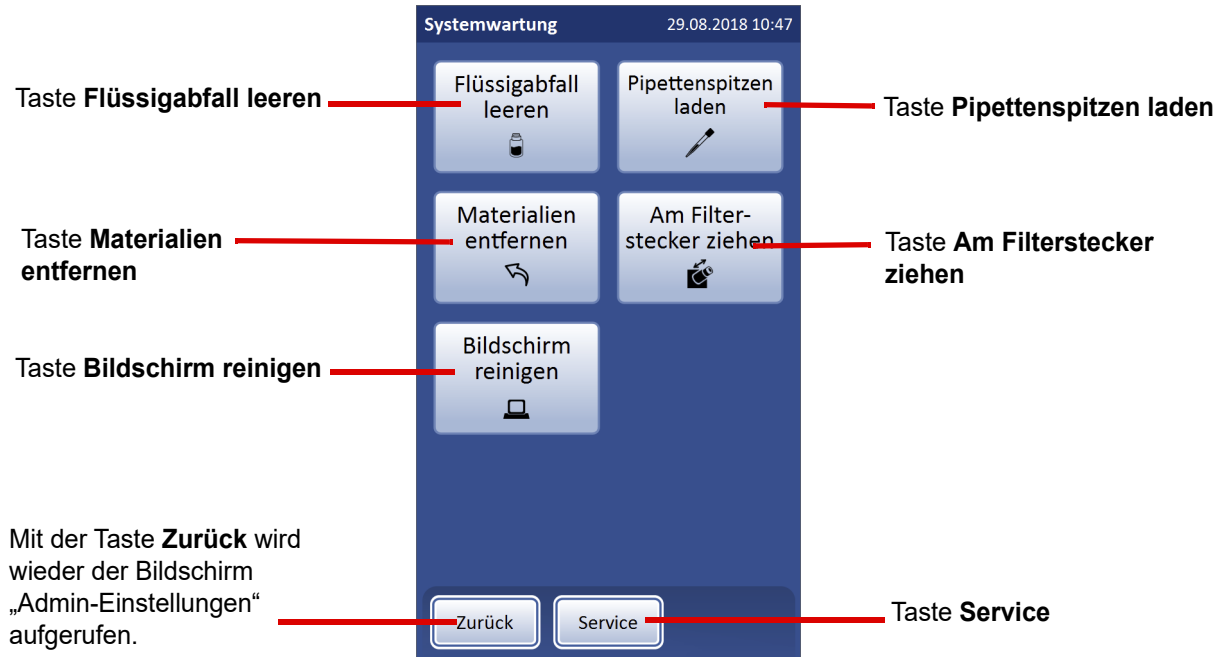 Systemwartung 29.08.2018 10:47
Taste Flüssigabfall leeren
Flüssigabfall
leeren
Pipettenspitzen
laden
Taste Pipettenspitzen laden
Taste Materialien
entfernen
Materialien
entfernen
Am Filter-
stecker ziehen
Taste Am Filterstecker
ziehen
Taste Bildschirm reinigen
Bildschirm
reinigen
Mit der Taste Zurück wird
wieder der Bildschirm
„Admin-Einstellungen“
aufgerufen.
Zurück
Service
Taste Service